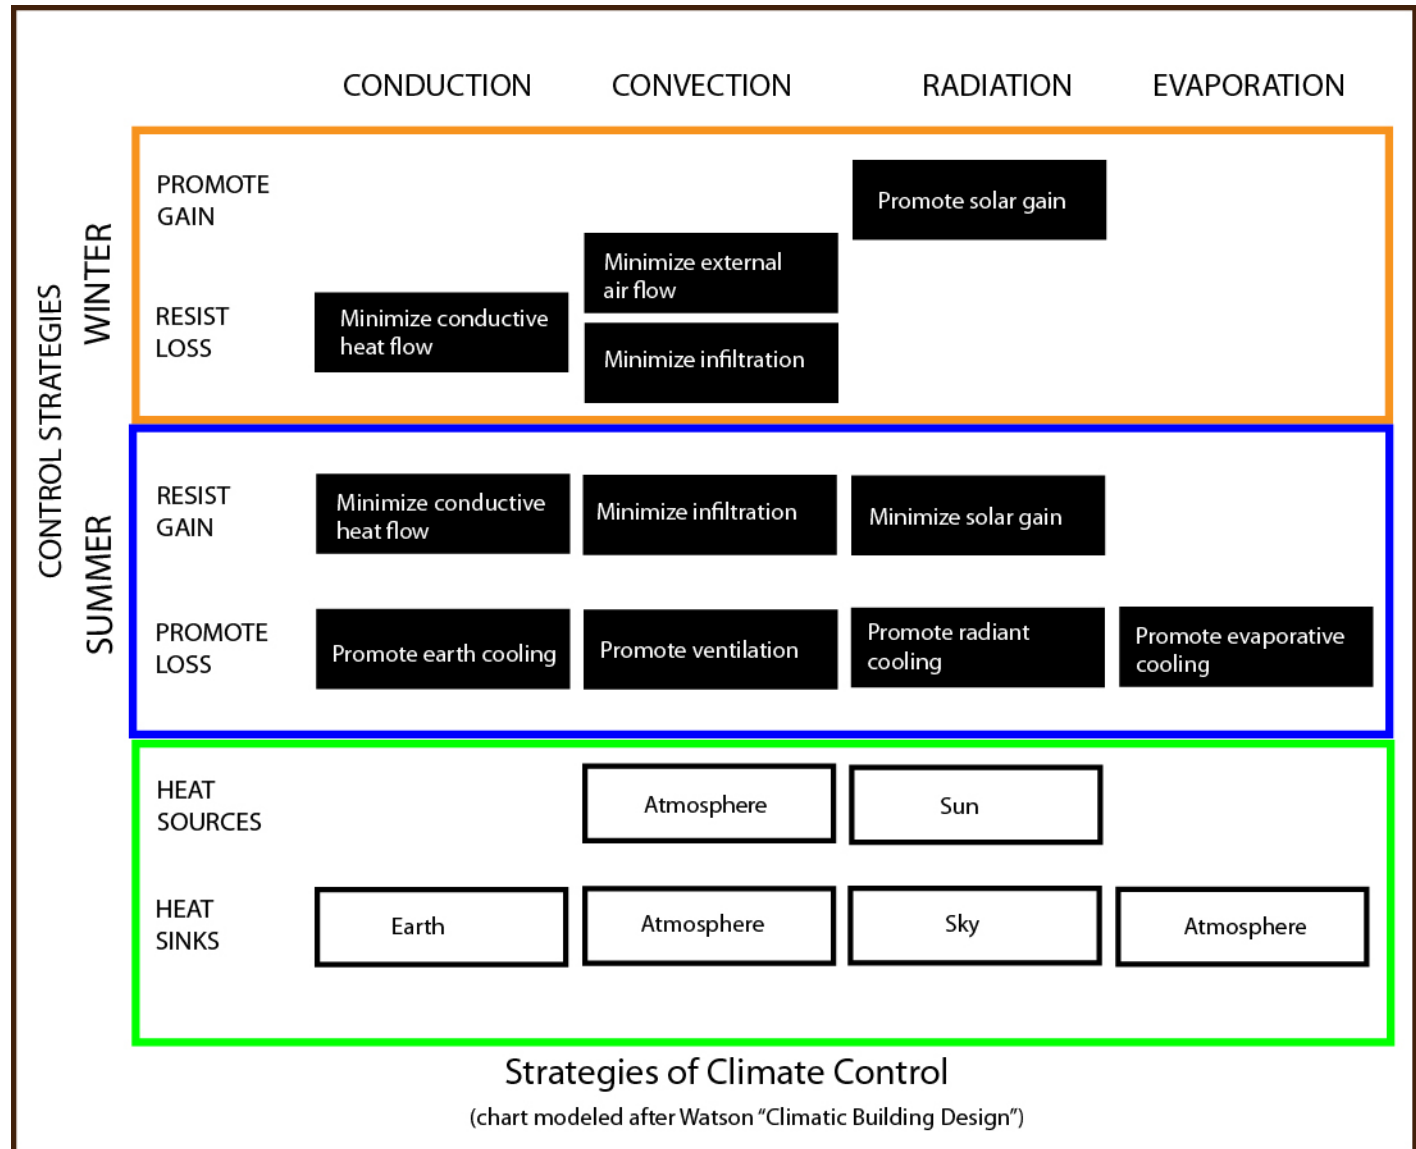 CONDUCTION CONVECTION RADIATION EVAPORATION
CONTROL STRATEGIES
WINTER
PROMOTE
GAIN
Promote solar gain
RESIST
LOSS
Minimize conductive
heat flow
Minimize external
air flow
Minimize infiltration
SUMMER
RESIST
GAIN
Minimize conductive
heat flow
Minimize infiltration
Minimize solar gain
PROMOTE
LOSS
Promote earth cooling
Promote ventilation
Promote radiant
cooling
Promote evaporative
cooling
HEAT
SOURCES
Atmosphere
Sun
HEAT
SINKS
Earth
Atmosphere
Sky
Atmosphere
Strategies of Climate Control
(chart modeled after Watson “Climatic Building Design”)